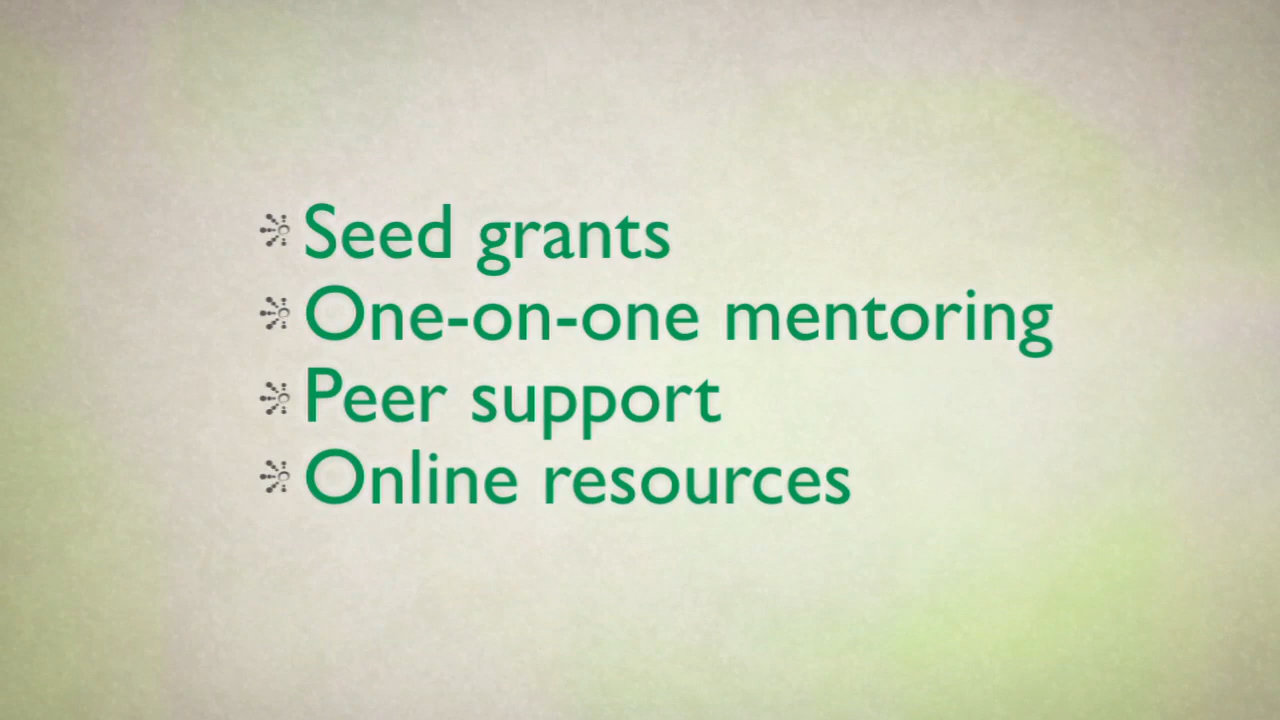 Seed grants
One-on-one mentoring
Peer support
Online resources